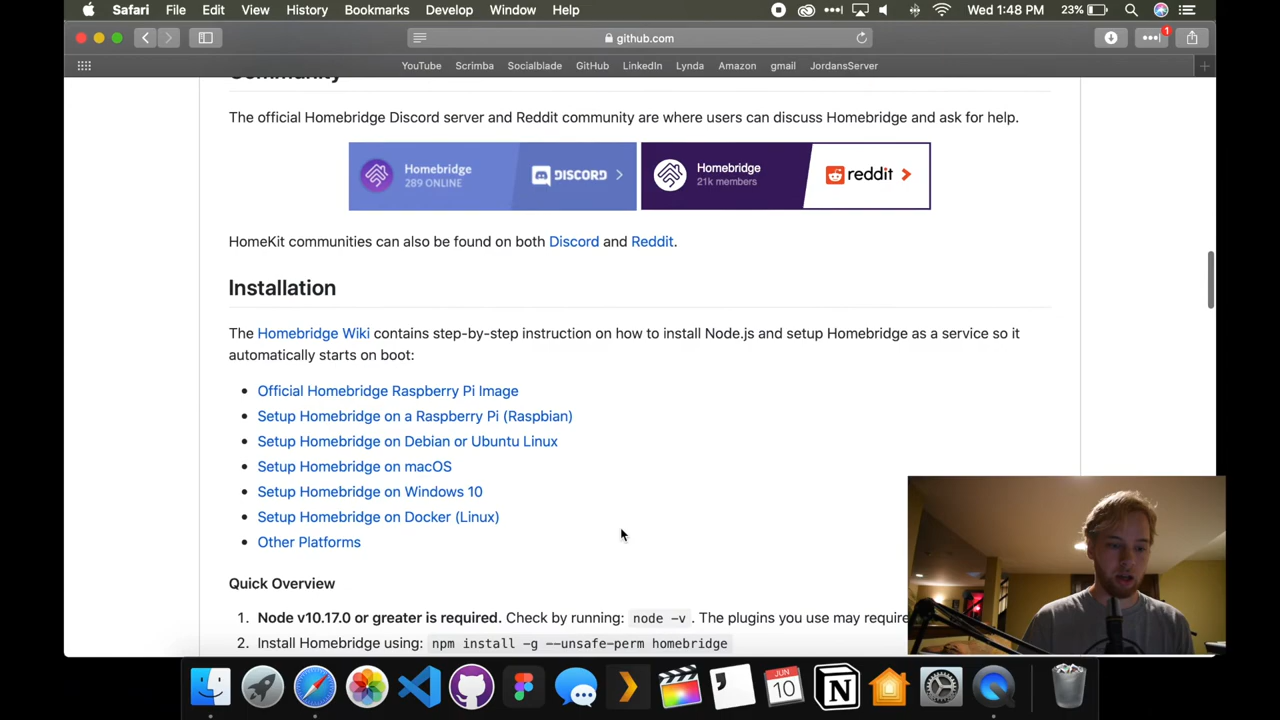 Safari File Edit View History Bookmarks Develop Window Help Wed 1:48 PM 23%
github.com
1
YouTube Scrimba Socialblade GitHub LinkedIn Lynda Amazon gmail JordansServer
Community
The official Homebridge Discord server and Reddit community are where users can discuss Homebridge and ask for help.
Homebridge
289 ONLINE
DISCORD
Homebridge
21k members
reddit
HomeKit communities can also be found on both Discord and Reddit.
Installation
The Homebridge Wiki contains step-by-step instruction on how to install Node.js and setup Homebridge as a service so it
automatically starts on boot:
• Official Homebridge Raspberry Pi Image
• Setup Homebridge on a Raspberry Pi (Raspbian)
• Setup Homebridge on Debian or Ubuntu Linux
• Setup Homebridge on macOS
• Setup Homebridge on Windows 10
• Setup Homebridge on Docker (Linux)
• Other Platforms
Quick Overview
1. Node v10.17.0 or greater is required. Check by running: node -v. The plugins you use may require
2. Install Homebridge using: npm install -g --unsafe-perm homebridge
JUN
10